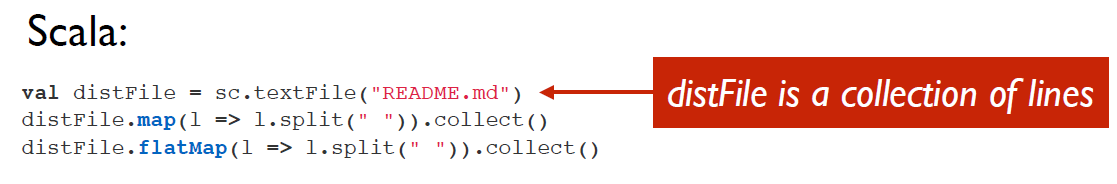 Scala:
val distFile = sc.textFile("README.md")
distFile is a collection of lines
distFile.map(l => l.split(" ")).collect()
distFile.flatMap(l => l.split(" ")).collect()